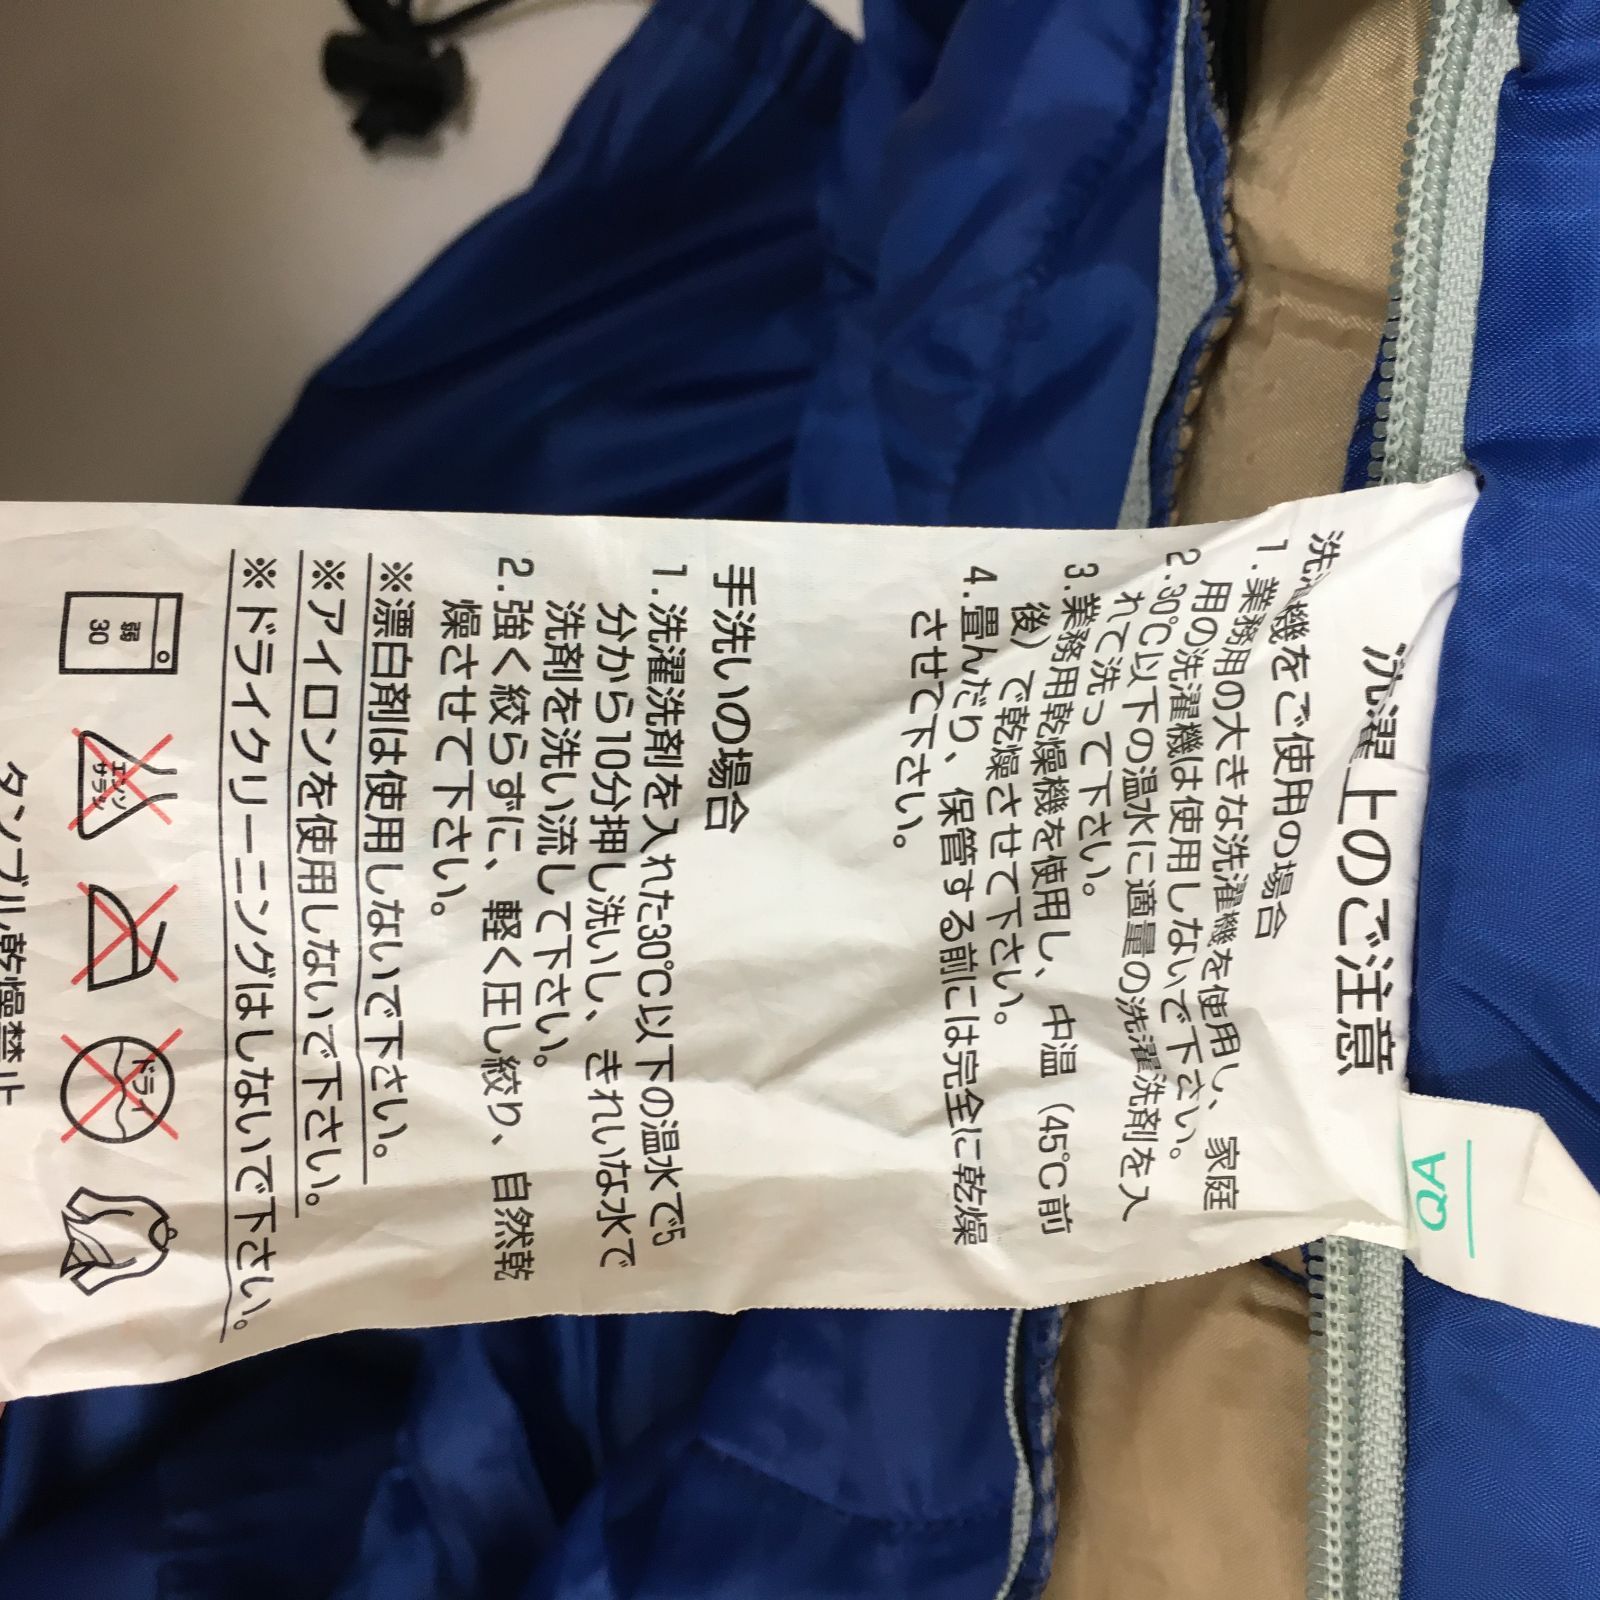 洗濯上のご注意
洗濯機をご使用の場合
1.業務用の大きな洗濯機を使用し、家庭
用の洗濯機は使用しないで下さい。
2.30℃以下の温水に適量の洗濯洗剤を入
れて洗って下さい。
3.業務用乾燥機を使用し、中温（45℃前
後）で乾燥させて下さい。
4.畳んだり、保管する前には完全に乾燥
させて下さい。
手洗いの場合
1.洗濯洗剤を入れた30℃以下の温水で5
分から10分押し洗いし、きれいな水で
洗剤を洗い流して下さい。
2.強く絞らずに、軽く圧し絞り、自然乾
燥させて下さい。
※漂白剤は使用しないで下さい。
※アイロンを使用しないで下さい。
※ドライクリーニングはしないで下さい。
弱
30
エンソ
サラシ
ドライ
タンブル乾燥禁止
QA